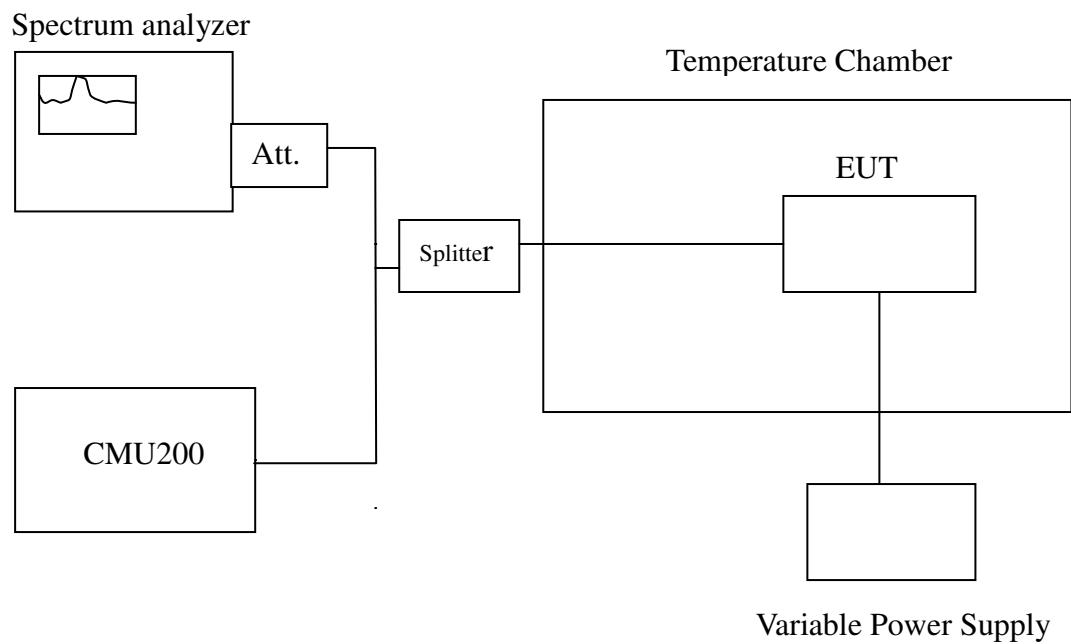 Spectrum analyzer
Temperature Chamber
Att.
EUT
Splitter
CMU200
Variable Power Supply